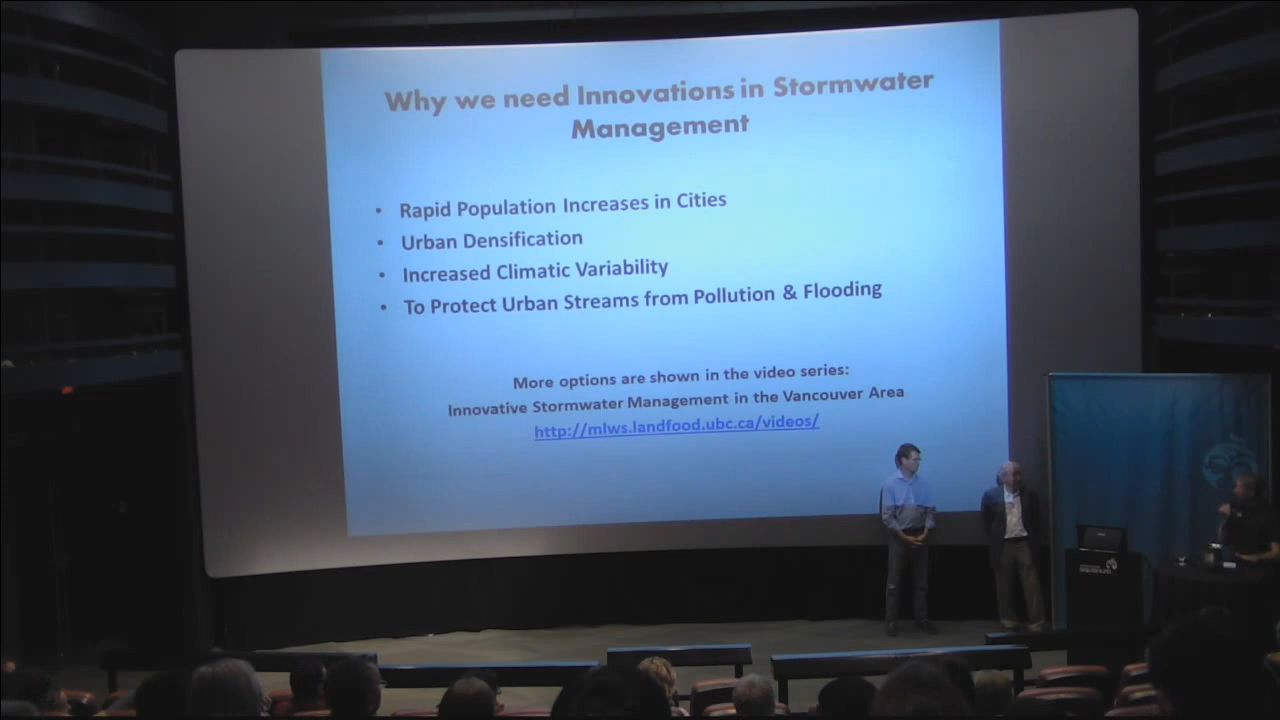 Why we need Innovations in Stormwater
Management
• Rapid Population Increases in Cities
• Urban Densification
• Increased Climatic Variability
• To Protect Urban Streams from Pollution & Flooding
More options are shown in the video series:
Innovative Stormwater Management in the Vancouver Area
http://mlws.landfood.ubc.ca/videos/
aquarium